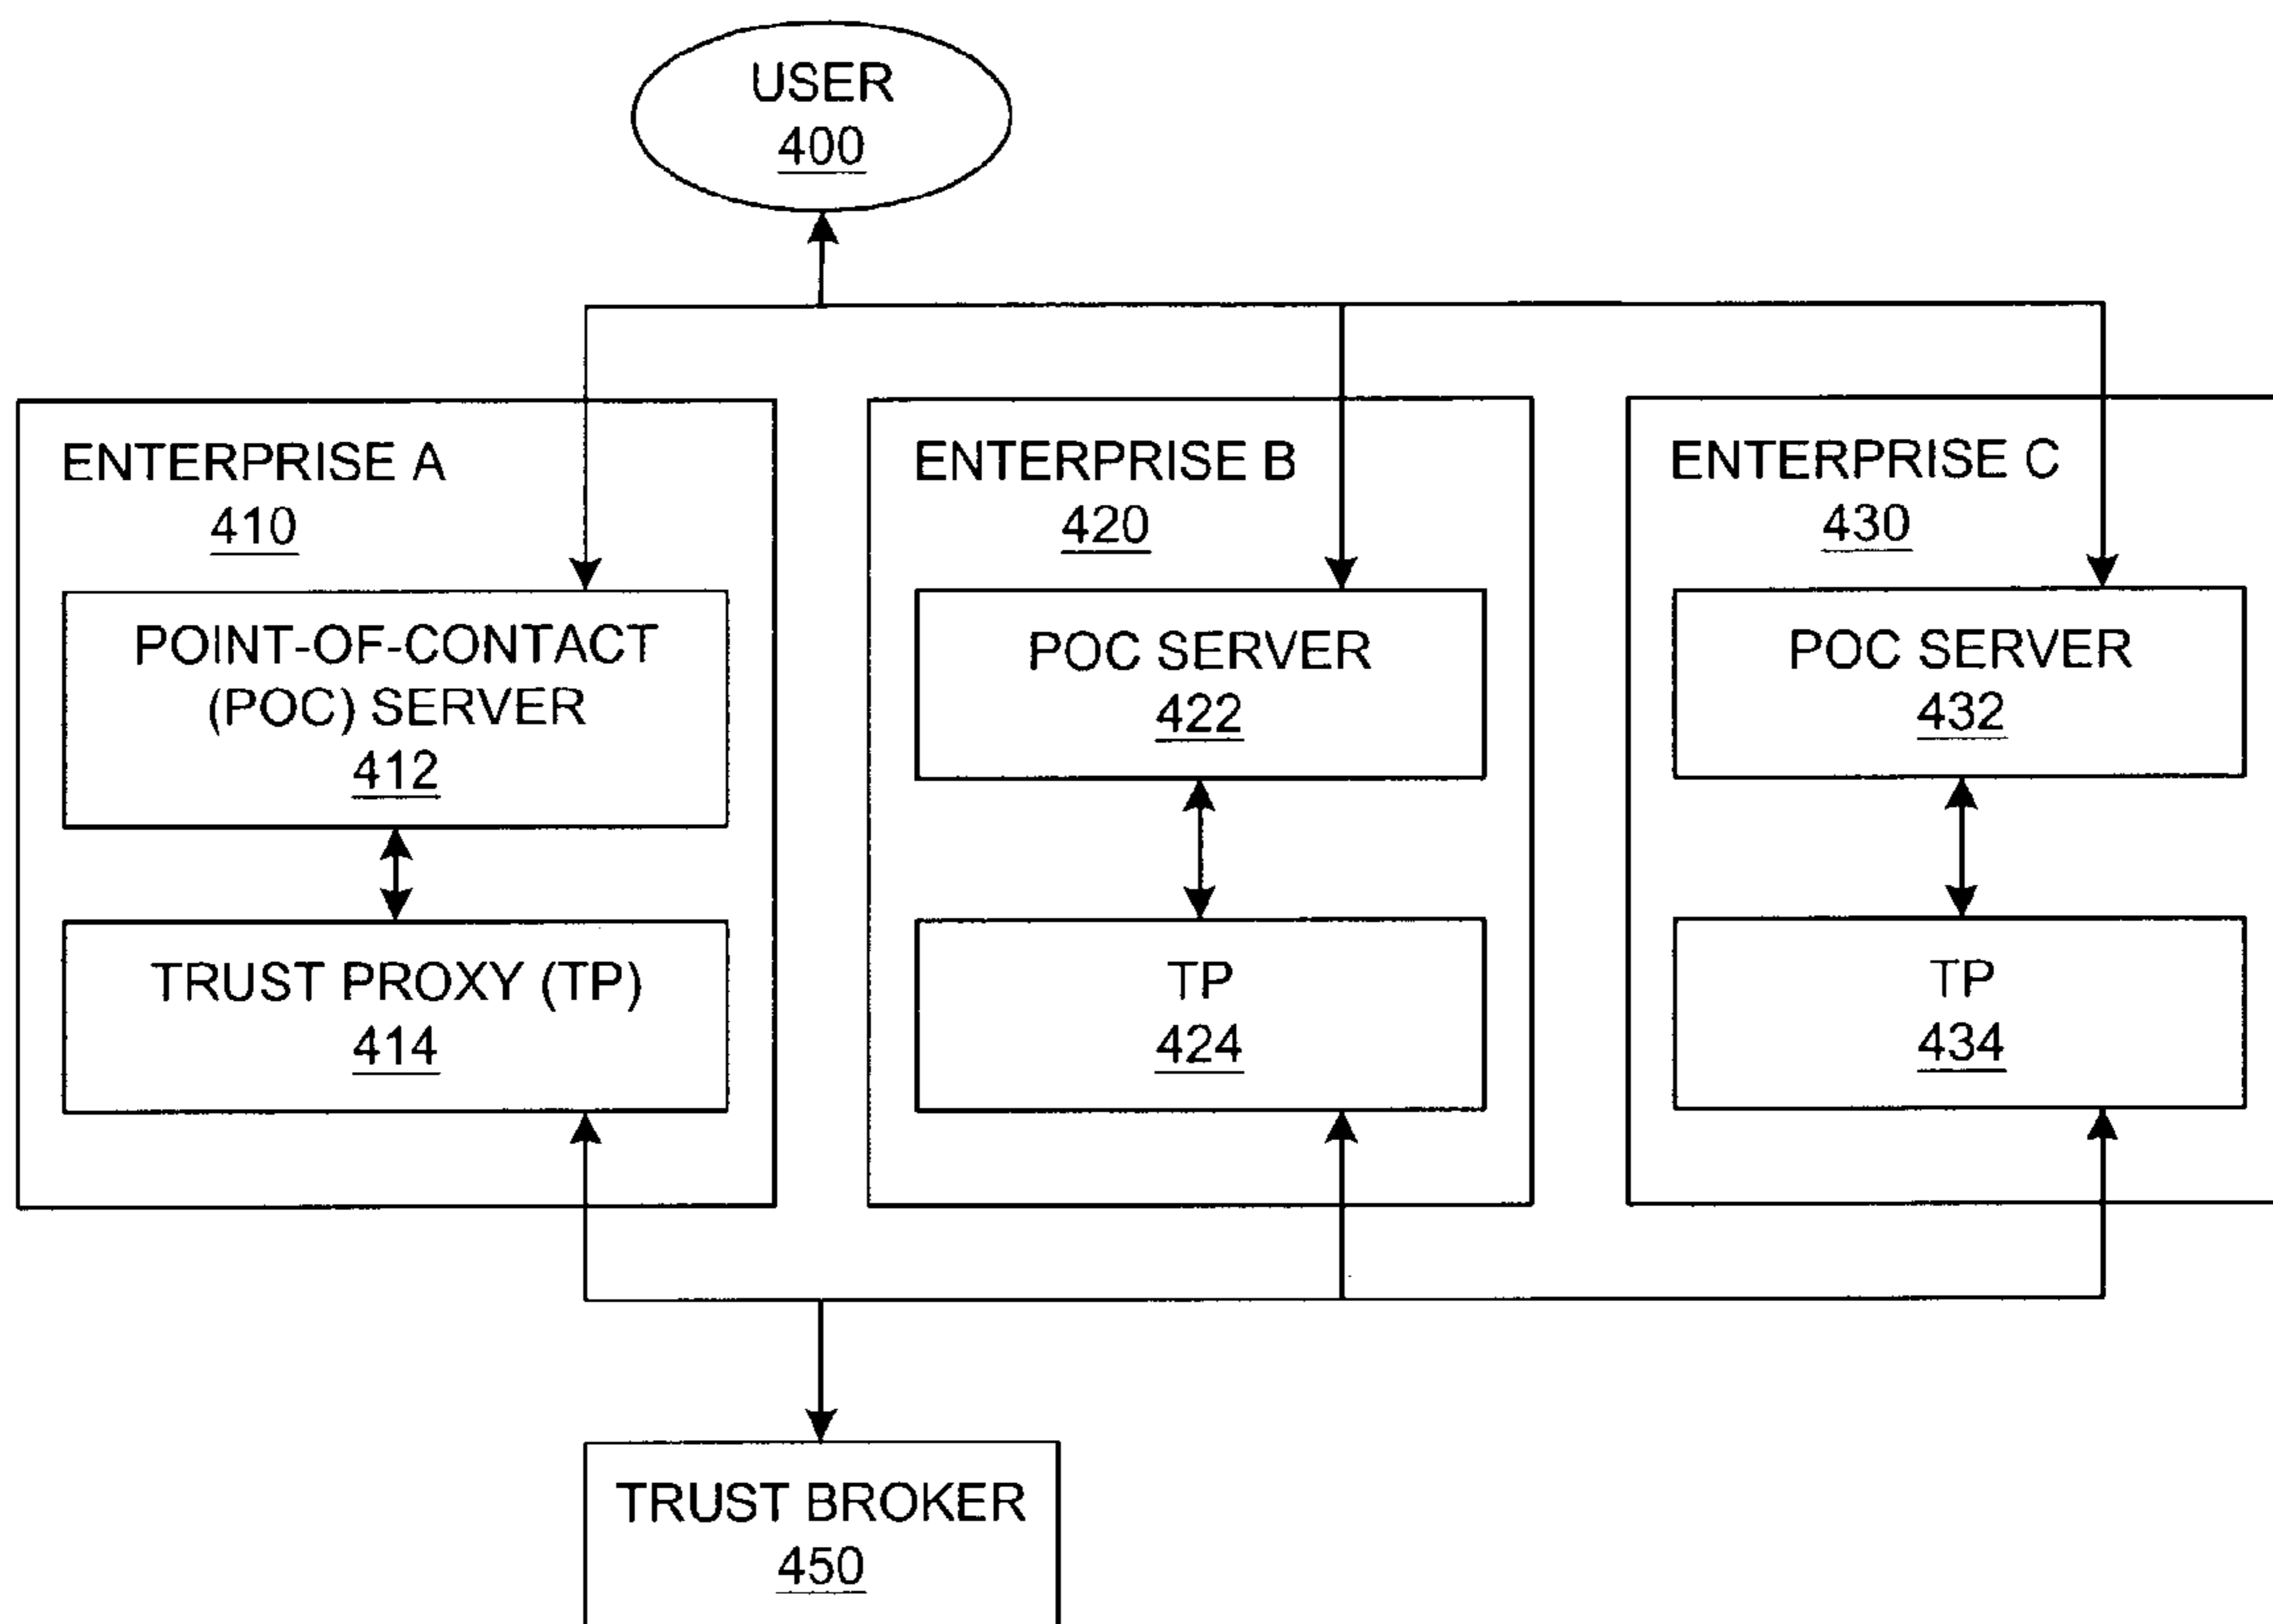 USER
400
ENTERPRISE A
410
POINT-OF-CONTACT
(POC) SERVER
412
TRUST PROXY (TP)
414
ENTERPRISE B
420
POC SERVER
422
TP
424
ENTERPRISE C
430
POC SERVER
432
TP
434
TRUST BROKER
450